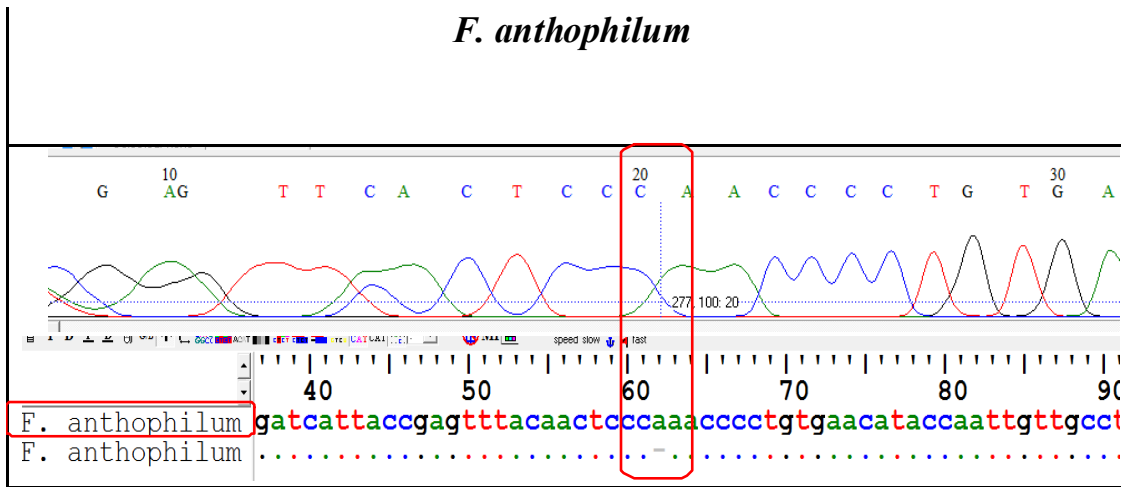 F. anthophilum
10 20 30
G AG T T C A C T C C C A A C C C C T G T G A
277, 100: 20
speed slow fast
40 50 60 70 80 90
F. anthophilum gatcattaccgagtttacaactcccaaacccctgtgaacataccaattgttgcct
F. anthophilum .........................-.............................